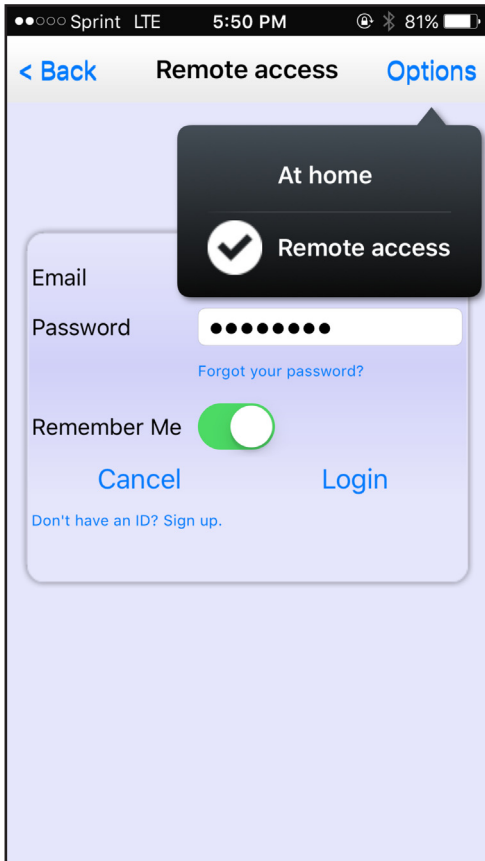 Sprint LTE 5:50 PM 81%
< Back Remote access Options
At home
Remote access
Email
Password ●●●●●●●●
Forgot your password?
Remember Me
Cancel Login
Don't have an ID? Sign up.